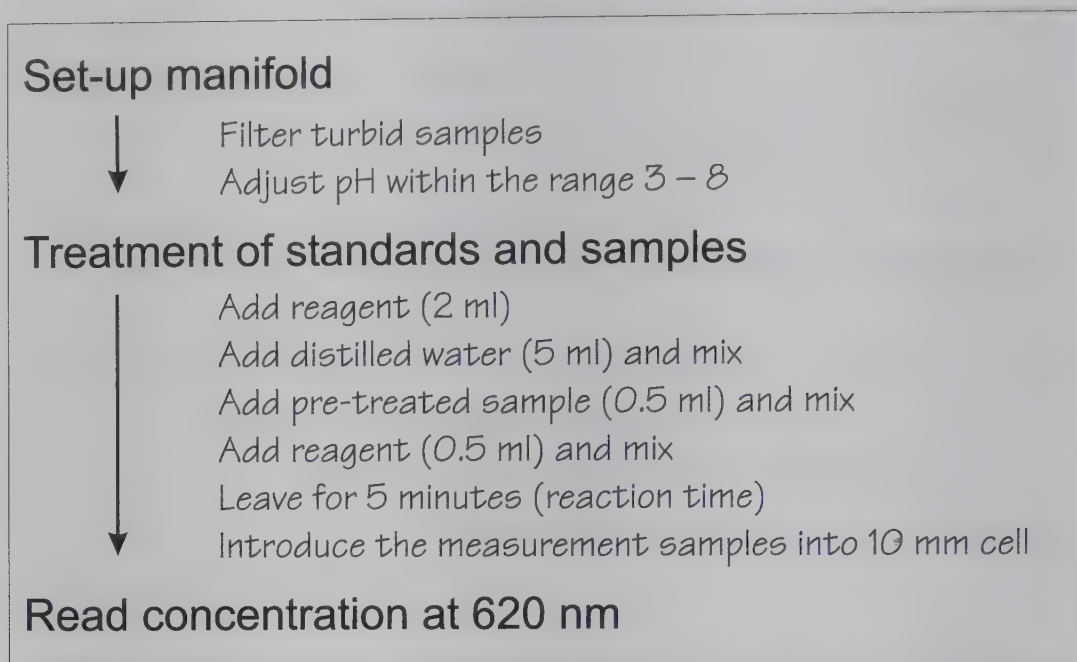 Set-up manifold
Filter turbid samples
Adjust pH within the range 3 – 8
Treatment of standards and samples
Add reagent (2 ml)
Add distilled water (5 ml) and mix
Add pre-treated sample (0.5 ml) and mix
Add reagent (0.5 ml) and mix
Leave for 5 minutes (reaction time)
Introduce the measurement samples into 10 mm cell
Read concentration at 620 nm